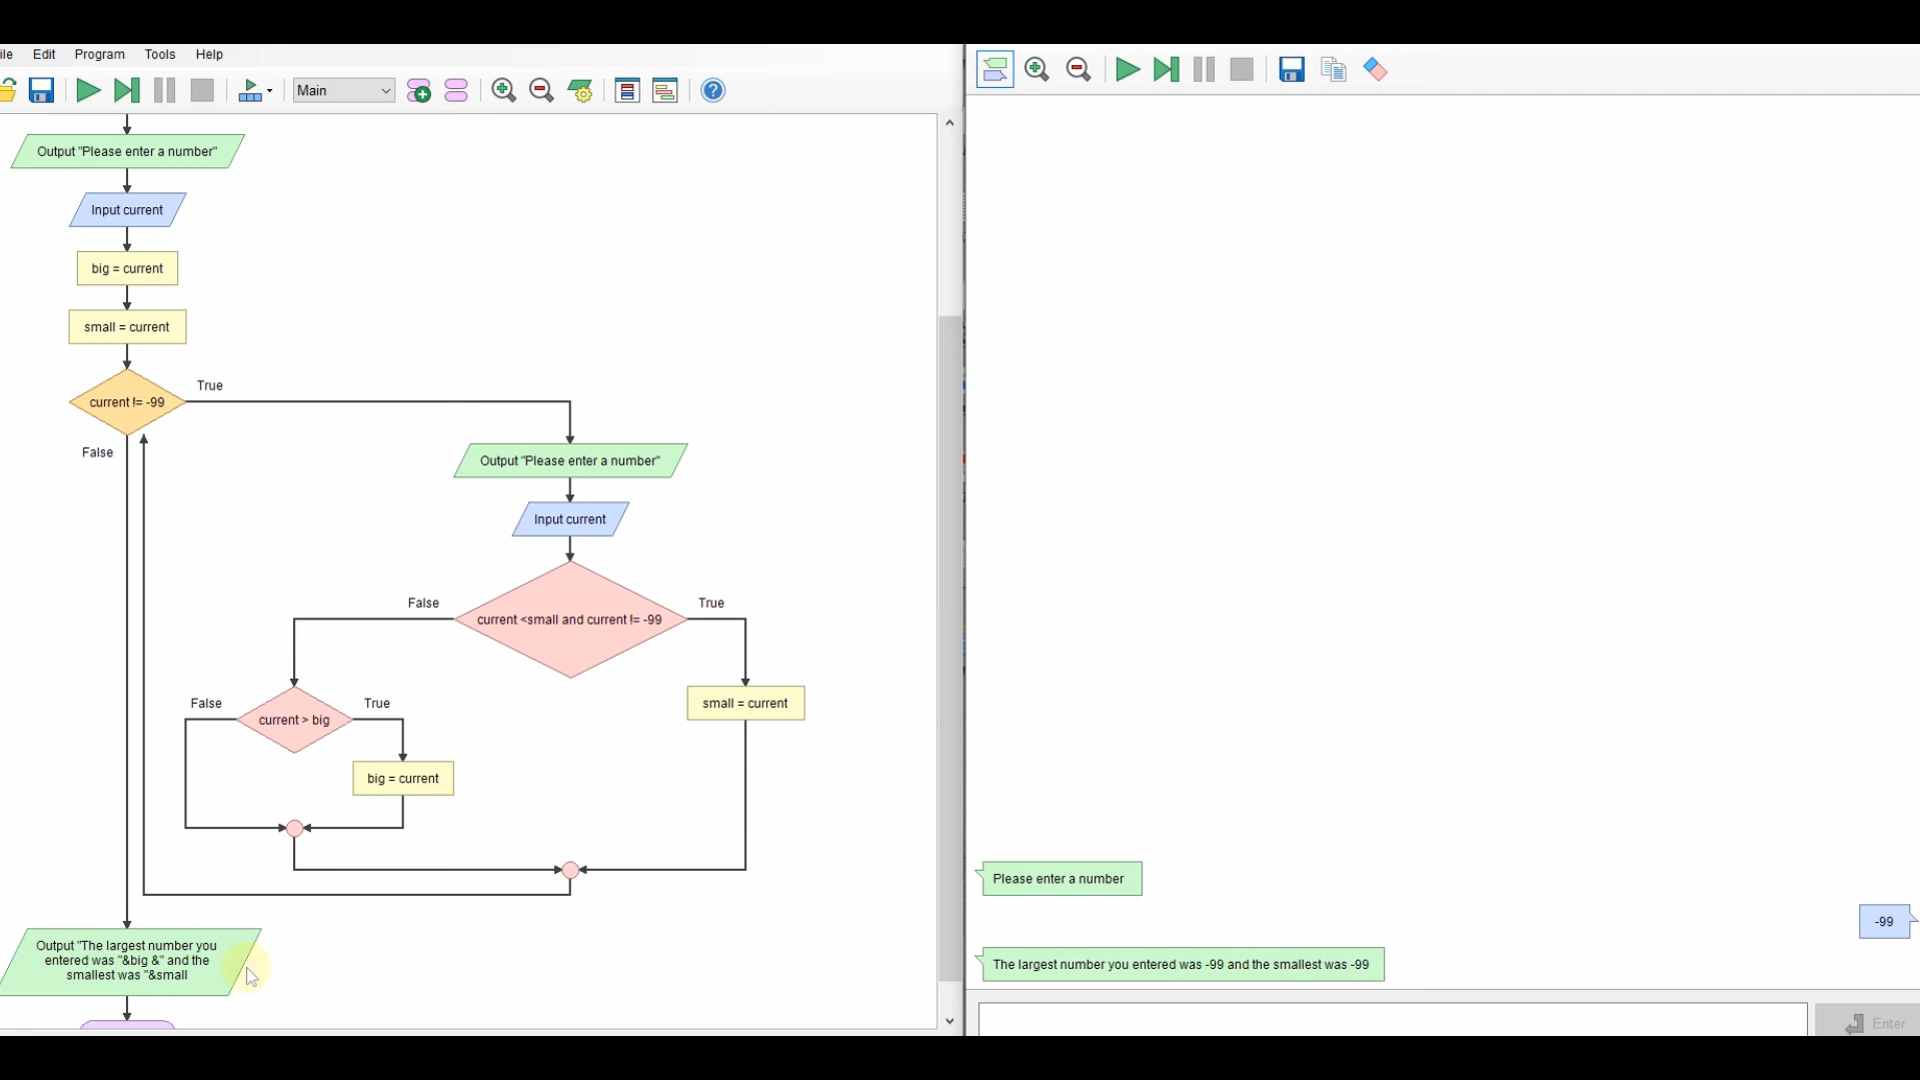 ile Edit Program Tools Help
Main
Output "Please enter a number"
Input current
big = current
small = current
current != -99
True
False
Output "Please enter a number"
Input current
current <small and current != -99
False
True
current > big
False
True
big = current
small = current
Output "The largest number you
entered was "&big &" and the
smallest was "&small
Please enter a number
-99
The largest number you entered was -99 and the smallest was -99
Enter